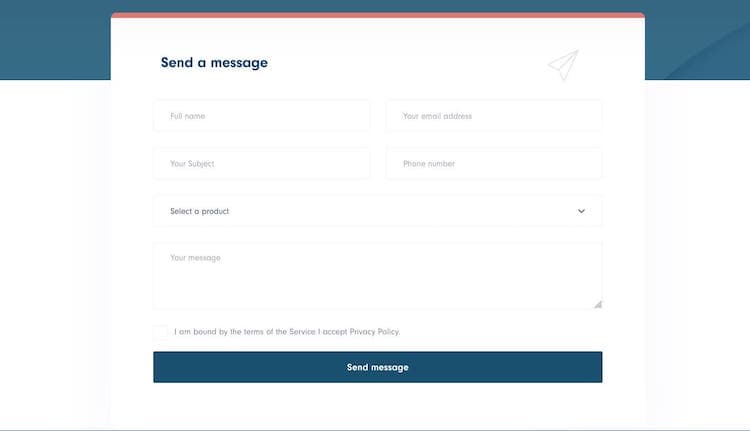 Send a message
Full name
Your email address
Your Subject
Phone number
Select a product
Your message
I am bound by the terms of the Service I accept Privacy Policy.
Send message